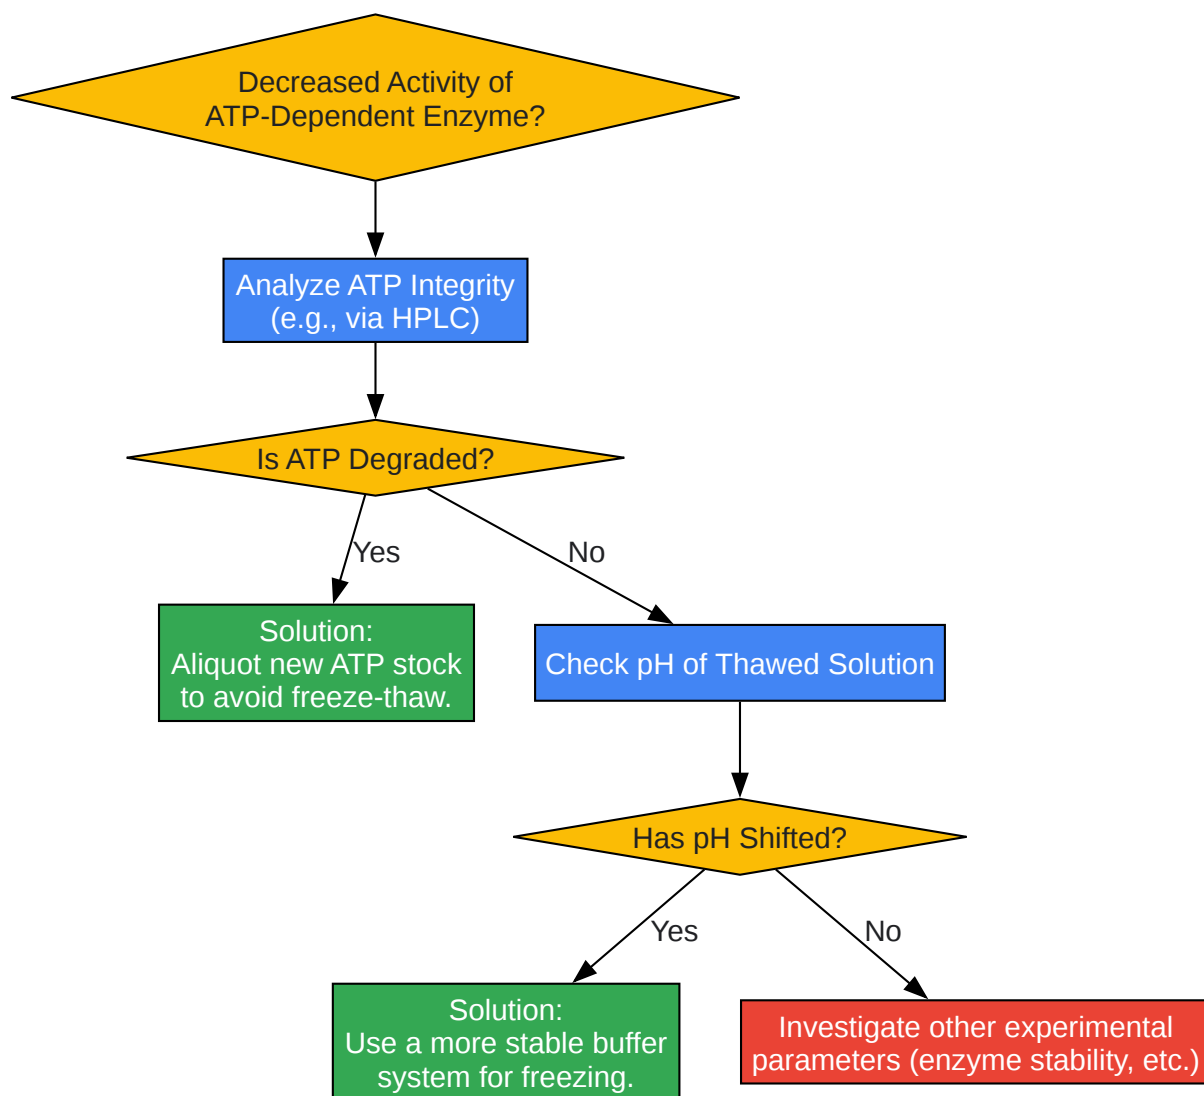 Decreased Activity of
ATP-Dependent Enzyme?
Analyze ATP Integrity
(e.g., via HPLC)
Is ATP Degraded?
Yes
No
Solution:
Aliquot new ATP stock
to avoid freeze-thaw.
Check pH of Thawed Solution
Has pH Shifted?
Yes
No
Solution:
Use a more stable buffer
system for freezing.
Investigate other experimental
parameters (enzyme stability, etc.)